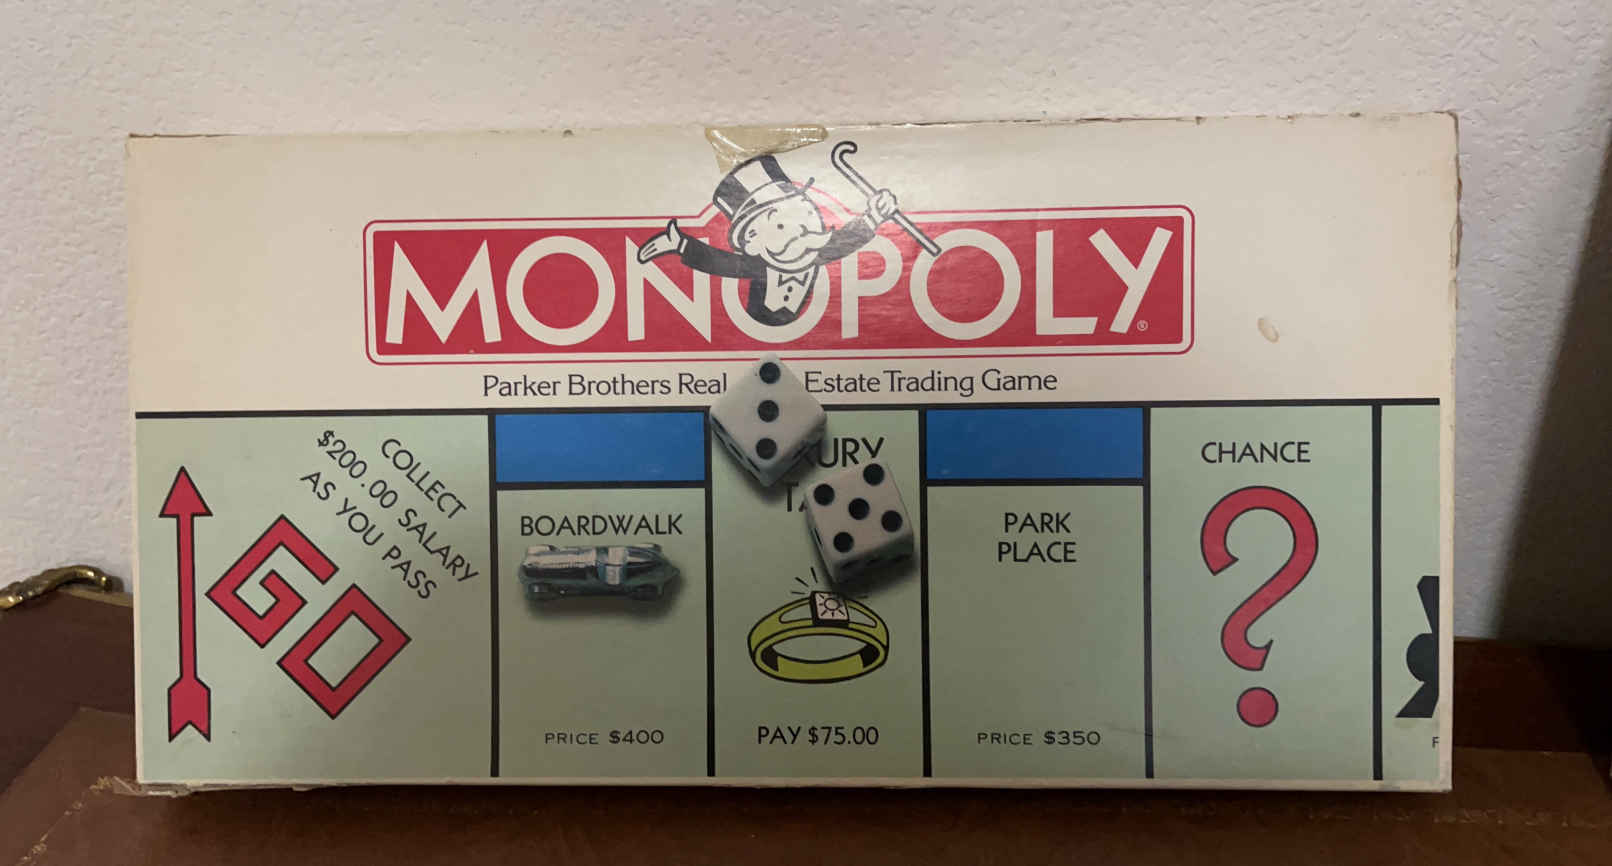 MONOPOLY®
Parker Brothers Real Estate Trading Game
COLLECT
$200.00 SALARY
AS YOU PASS
GO
BOARDWALK
PRICE $400
URY
PAY $75.00
PARK
PLACE
PRICE $350
CHANCE